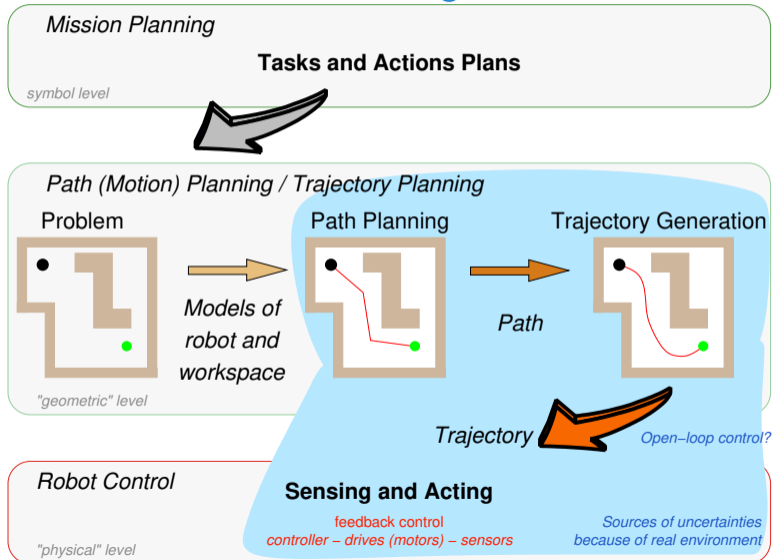 Mission Planning
Tasks and Actions Plans
symbol level
Path (Motion) Planning / Trajectory Planning
Problem
Path Planning
Trajectory Generation
Models of
robot and
workspace
Path
"geometric" level
Trajectory
Open–loop control?
Robot Control
Sensing and Acting
feedback control
controller – drives (motors) – sensors
Sources of uncertainties
because of real environment
"physical" level